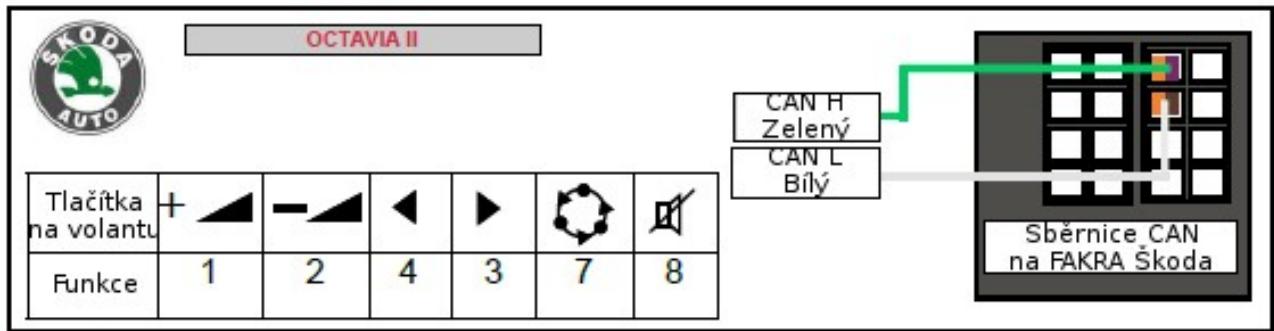 ŠKODA
AUTO
OCTAVIA II
CAN H
Zelený
CAN L
Bílý
Tlačítka
na volantu
+
Funkce
1
2
4
3
7
8
Sběrnice CAN
na FAKRA Škoda